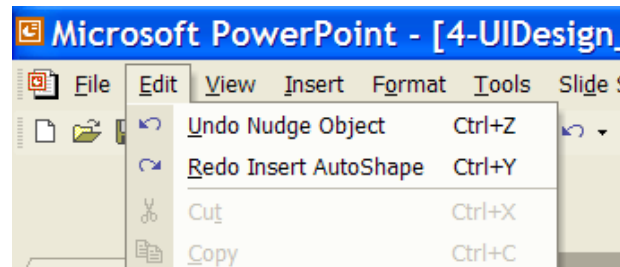 Microsoft PowerPoint - [4-UIDesign_
File Edit View Insert Format Tools Slide
Undo Nudge Object Ctrl+Z
Redo Insert AutoShape Ctrl+Y
Cut Ctrl+X
Copy Ctrl+C